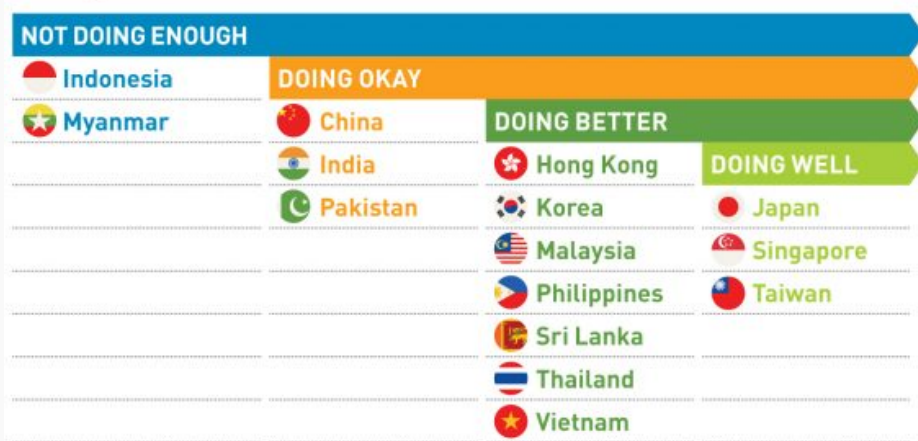 NOT DOING ENOUGH
Indonesia
Myanmar
DOING OKAY
China
India
Pakistan
DOING BETTER
Hong Kong
Korea
Malaysia
Philippines
Sri Lanka
Thailand
Vietnam
DOING WELL
Japan
Singapore
Taiwan